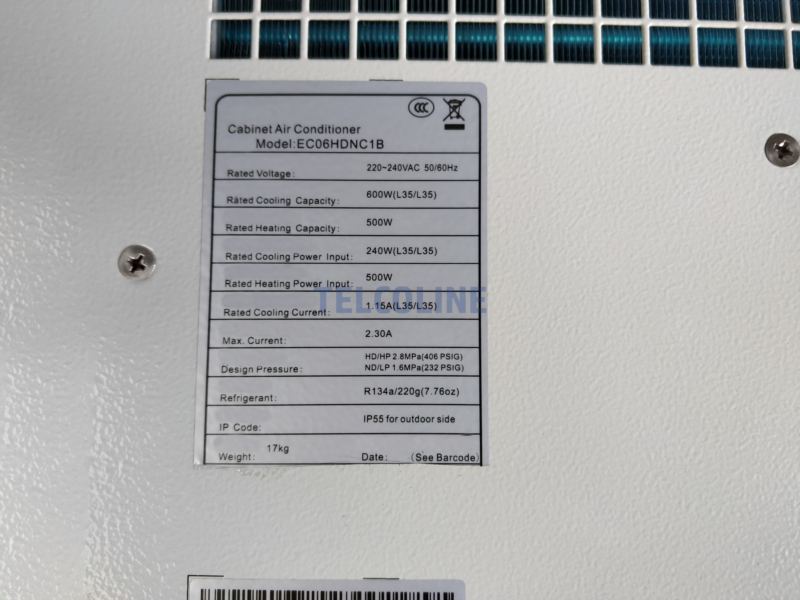 CCC
Cabinet Air Conditioner
Model:EC06HDNC1B
Rated Voltage: 220~240VAC 50/60Hz
Rated Cooling Capacity: 600W(L35/L35)
Rated Heating Capacity: 500W
Rated Cooling Power Input: 240W(L35/L35)
Rated Heating Power Input: 500W
TELCOLINE
Rated Cooling Current: 1.15A(L35/L35)
Max. Current: 2.30A
Design Pressure: HD/HP 2.8MPa(406 PSIG)
ND/LP 1.6MPa(232 PSIG)
Refrigerant: R134a/220g(7.76oz)
IP Code: IP55 for outdoor side
Weight: 17kg Date: (See Barcode)